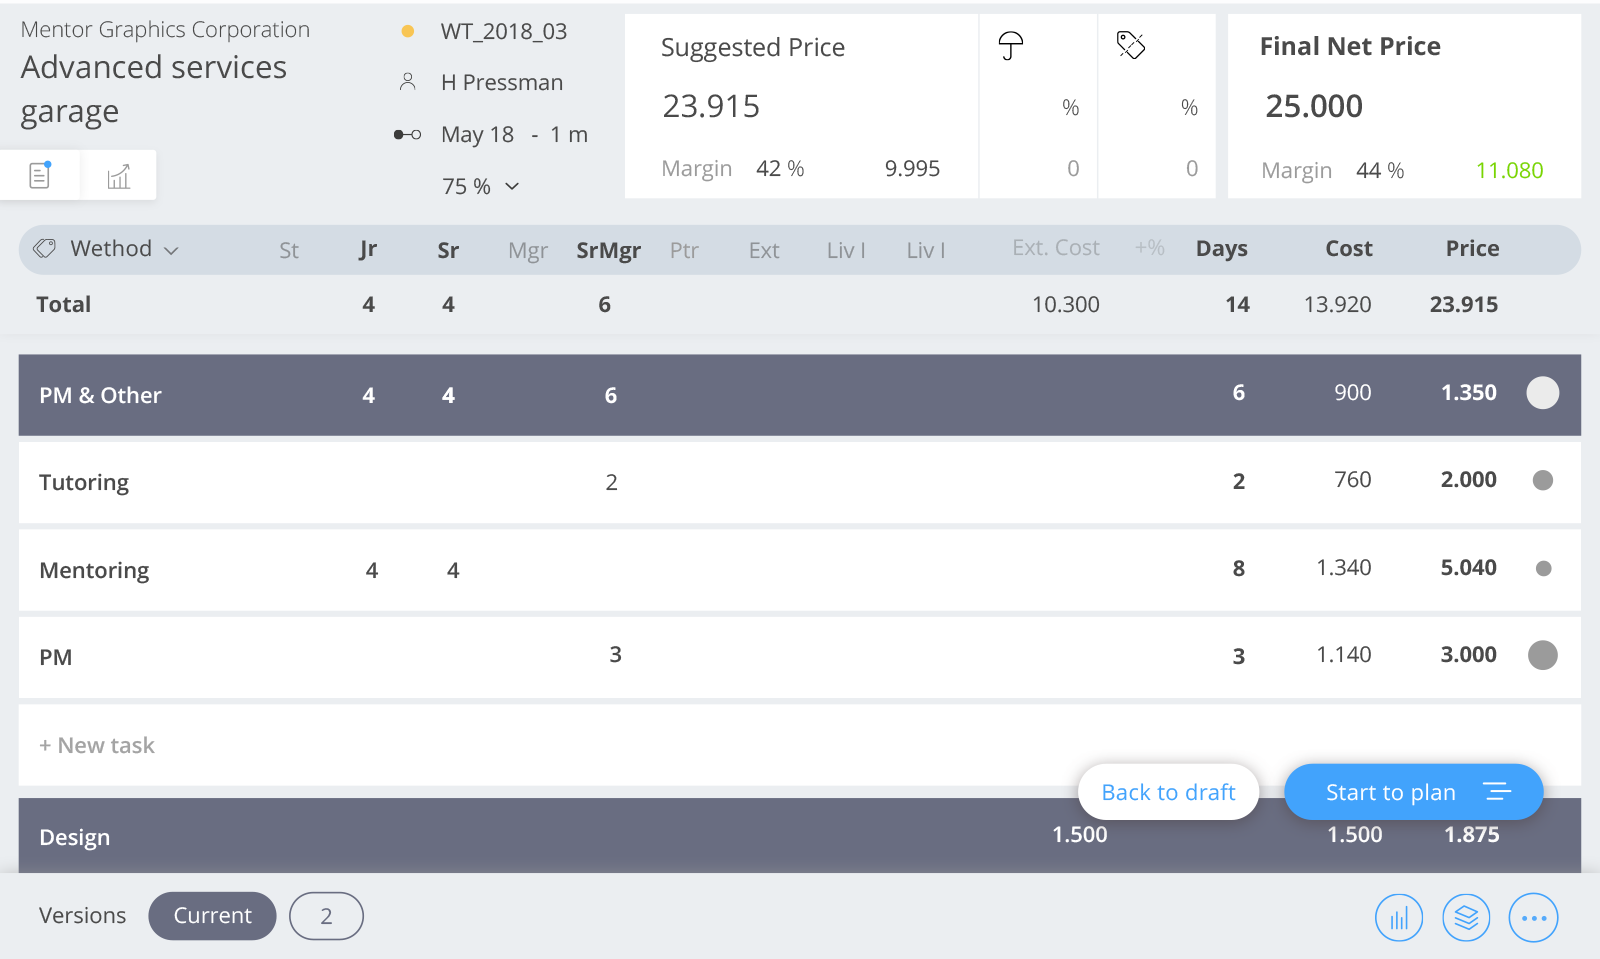 Mentor Graphics Corporation
Advanced services
garage
WT_2018_03
H Pressman
May 18 - 1 m
75 %
Suggested Price
23.915
Margin 42 % 9.995
%
0
%
0
Final Net Price
25.000
Margin 44 % 11.080
Wethod St Jr Sr Mgr SrMgr Ptr Ext Liv I Liv I Ext. Cost +% Days Cost Price
Total 4 4 6 10.300 14 13.920 23.915
PM & Other 4 4 6 6 900 1.350
Tutoring 2 2 760 2.000
Mentoring 4 4 8 1.340 5.040
PM 3 3 1.140 3.000
+ New task
Back to draft Start to plan
Design 1.500 1.500 1.875
Versions Current 2